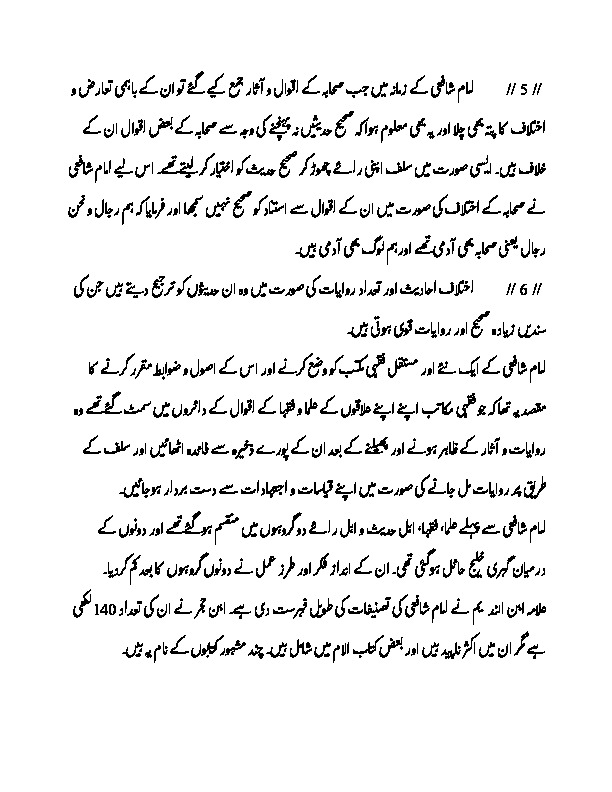 // 5 // امام شافعی کے زمانہ میں جب صحابہ کے اقوال و آثار جمع کیے گئے تو ان کے باہمی تعارض و
اختلاف کا پتہ بھی چلا اور یہ بھی معلوم ہوا کہ صحیح حدیثیں نہ پہنچنے کی وجہ سے صحابہ کے بعض اقوال ان کے
خلاف ہیں۔ ایسی صورت میں سلف اپنی رائے چھوڑ کر صحیح حدیث کو اختیار کر لیتے تھے۔ اس لیے امام شافعی
نے صحابہ کے اختلاف کی صورت میں ان کے اقوال سے استناد کو صحیح نہیں سمجھا اور فرمایا کہ ہم رجال و نحن
رجال یعنی صحابہ بھی آدمی تھے اور ہم لوگ بھی آدمی ہیں۔
// 6 // اختلاف احادیث اور تعداد روایات کی صورت میں وہ ان حدیثوں کو ترجیح دیتے ہیں جن کی
سندیں زیادہ صحیح اور روایات قوی ہوتی ہیں۔
امام شافعی کے ایک نئے اور مستقل فقہی مکتب کو وضع کرنے اور اس کے اصول و ضوابط مقرر کرنے کا
مقصد یہ تھا کہ جو فقہی مکاتب اپنے اپنے علاقوں کے علما و فقہا کے اقوال کے دائروں میں سمٹ گئے تھے وہ
روایات و آثار کے ظاہر ہونے اور پھیلنے کے بعد ان کے پورے ذخیرہ سے فائدہ اٹھائیں اور سلف کے
طریق پر روایات مل جانے کی صورت میں اپنے قیاسات و اجتہادات سے دست بردار ہو جائیں۔
امام شافعی سے پہلے علما، فقہا، اہل حدیث و اہل رائے دو گروہوں میں منقسم ہو گئے تھے اور دونوں کے
درمیان گہری خلیج حائل ہو گئی تھی۔ ان کے انداز فکر اور طرز عمل نے دونوں گروہوں کا بعد کم کر دیا۔
علامہ ابن الندیم نے امام شافعی کی تصنیفات کی طویل فہرست دی ہے۔ ابن حجر نے ان کی تعداد 140 لکھی
ہے مگر ان میں اکثر ناپید ہیں اور بعض کتاب الام میں شامل ہیں۔ چند مشہور کتابوں کے نام یہ ہیں۔